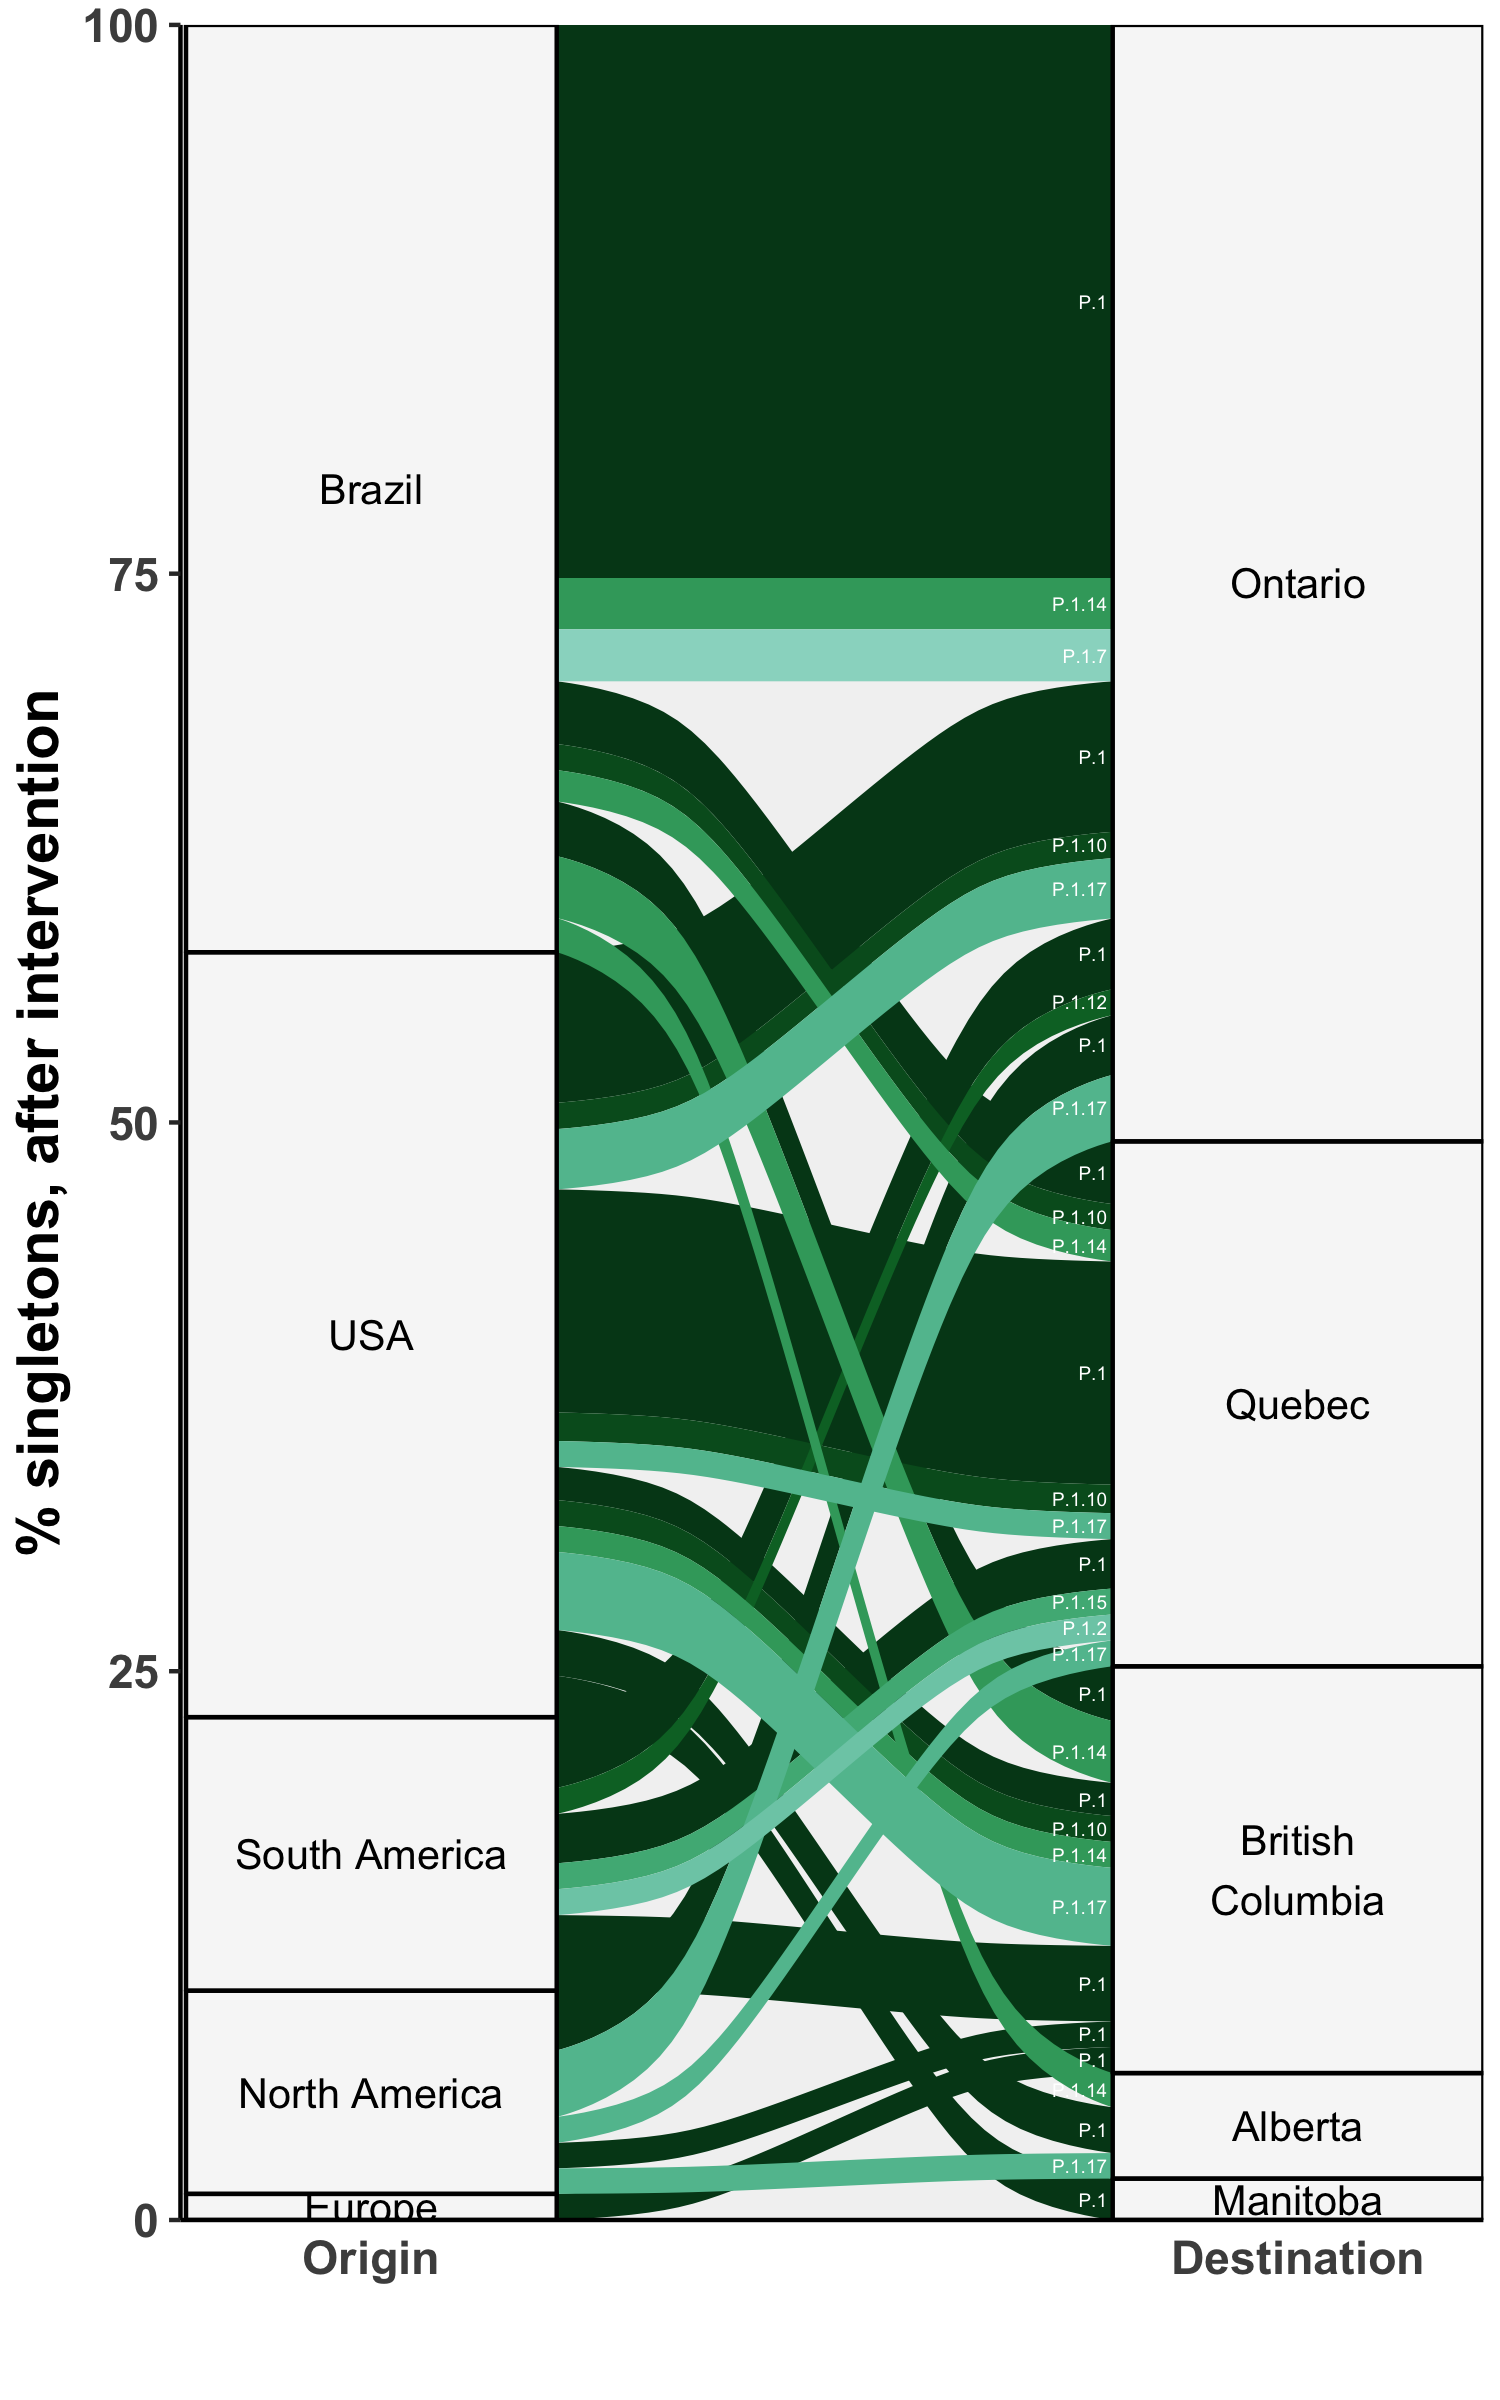 % singletons, after intervention
100
75
50
25
0
Brazil
USA
South America
North America
Europe
P.1
P.1.14
P.1.7
P.1
P.1.10
P.1.17
P.1
P.1.12
P.1
P.1.17
P.1
P.1.10
P.1.14
P.1
P.1.10
P.1.17
P.1
P.1.15
P.1.2
P.1.17
P.1
P.1.14
P.1
P.1.10
P.1.14
P.1.17
P.1
P.1
P.1
P.1.14
P.1
P.1.17
P.1
Ontario
Quebec
British
Columbia
Alberta
Manitoba
Origin
Destination